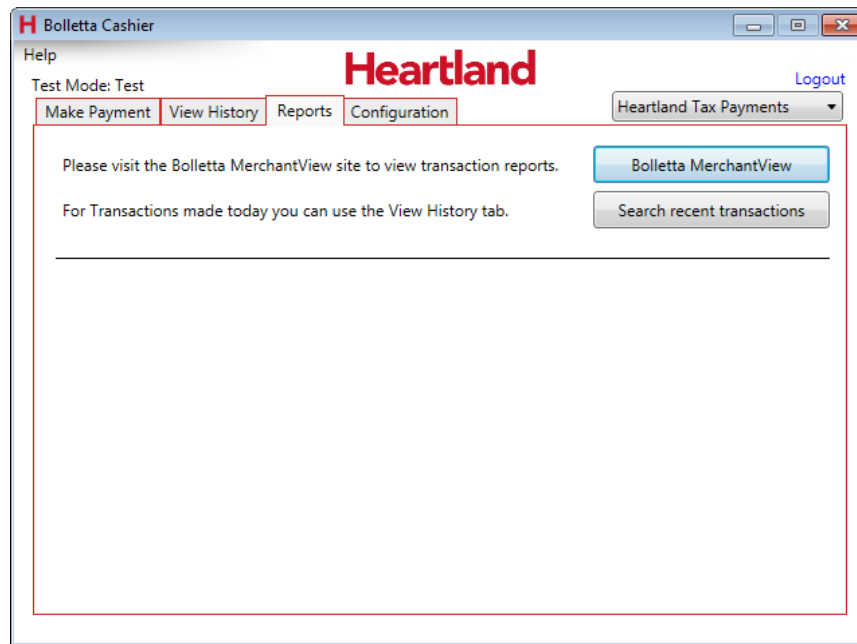 H Bolletta Cashier
Help
Heartland
Test Mode: Test
Logout
Make Payment View History Reports Configuration
Heartland Tax Payments
Please visit the Bolletta MerchantView site to view transaction reports.
Bolletta MerchantView
For Transactions made today you can use the View History tab.
Search recent transactions